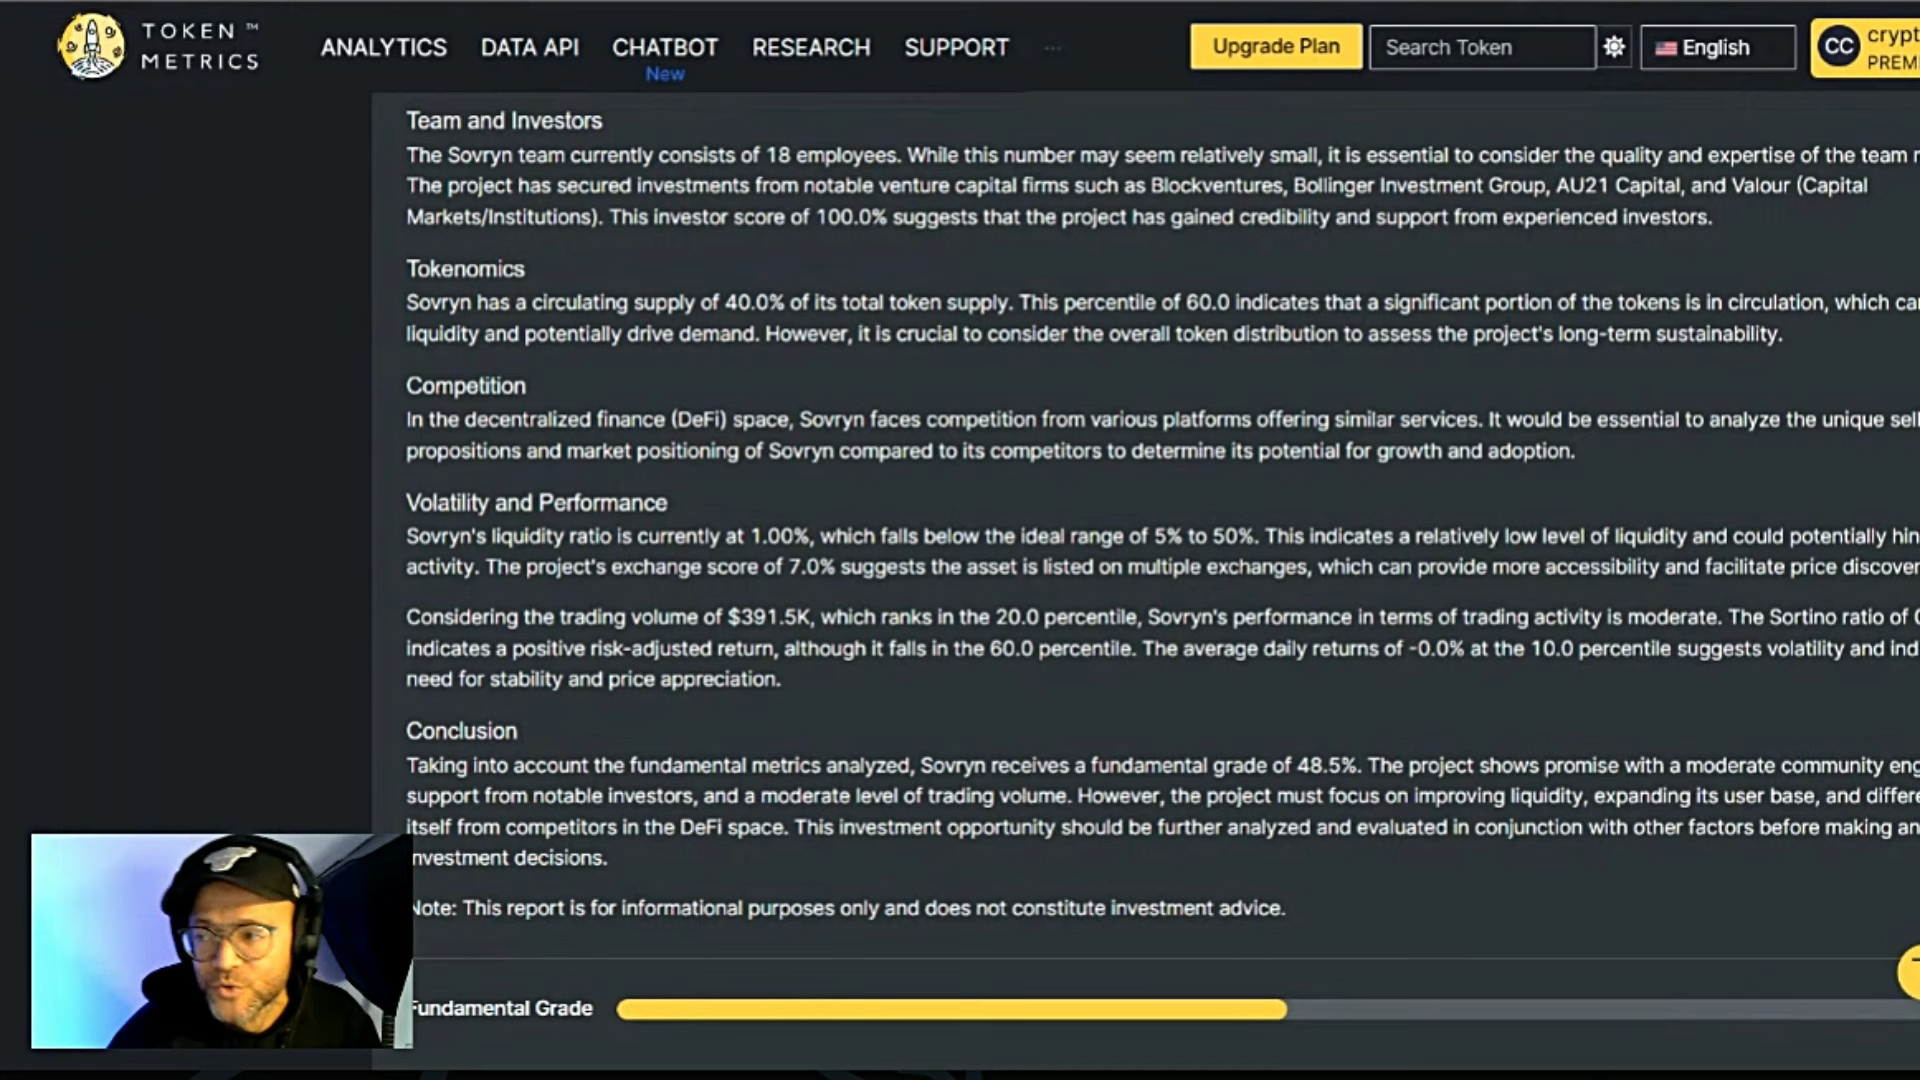 TOKEN ™
METRICS
ANALYTICS DATA API CHATBOT RESEARCH SUPPORT ...
New
Upgrade Plan
Search Token
English
CC
crypt
PREM
Team and Investors
The Sovryn team currently consists of 18 employees. While this number may seem relatively small, it is essential to consider the quality and expertise of the team
The project has secured investments from notable venture capital firms such as Blockventures, Bollinger Investment Group, AU21 Capital, and Valour (Capital
Markets/Institutions). This investor score of 100.0% suggests that the project has gained credibility and support from experienced investors.
Tokenomics
Sovryn has a circulating supply of 40.0% of its total token supply. This percentile of 60.0 indicates that a significant portion of the tokens is in circulation, which ca
liquidity and potentially drive demand. However, it is crucial to consider the overall token distribution to assess the project's long-term sustainability.
Competition
In the decentralized finance (DeFi) space, Sovryn faces competition from various platforms offering similar services. It would be essential to analyze the unique sell
propositions and market positioning of Sovryn compared to its competitors to determine its potential for growth and adoption.
Volatility and Performance
Sovryn's liquidity ratio is currently at 1.00%, which falls below the ideal range of 5% to 50%. This indicates a relatively low level of liquidity and could potentially hin
activity. The project's exchange score of 7.0% suggests the asset is listed on multiple exchanges, which can provide more accessibility and facilitate price discover
Considering the trading volume of $391.5K, which ranks in the 20.0 percentile, Sovryn's performance in terms of trading activity is moderate. The Sortino ratio of
indicates a positive risk-adjusted return, although it falls in the 60.0 percentile. The average daily returns of -0.0% at the 10.0 percentile suggests volatility and ind
need for stability and price appreciation.
Conclusion
Taking into account the fundamental metrics analyzed, Sovryn receives a fundamental grade of 48.5%. The project shows promise with a moderate community eng
support from notable investors, and a moderate level of trading volume. However, the project must focus on improving liquidity, expanding its user base, and differe
itself from competitors in the DeFi space. This investment opportunity should be further analyzed and evaluated in conjunction with other factors before making an
investment decisions.
Note: This report is for informational purposes only and does not constitute investment advice.
Fundamental Grade